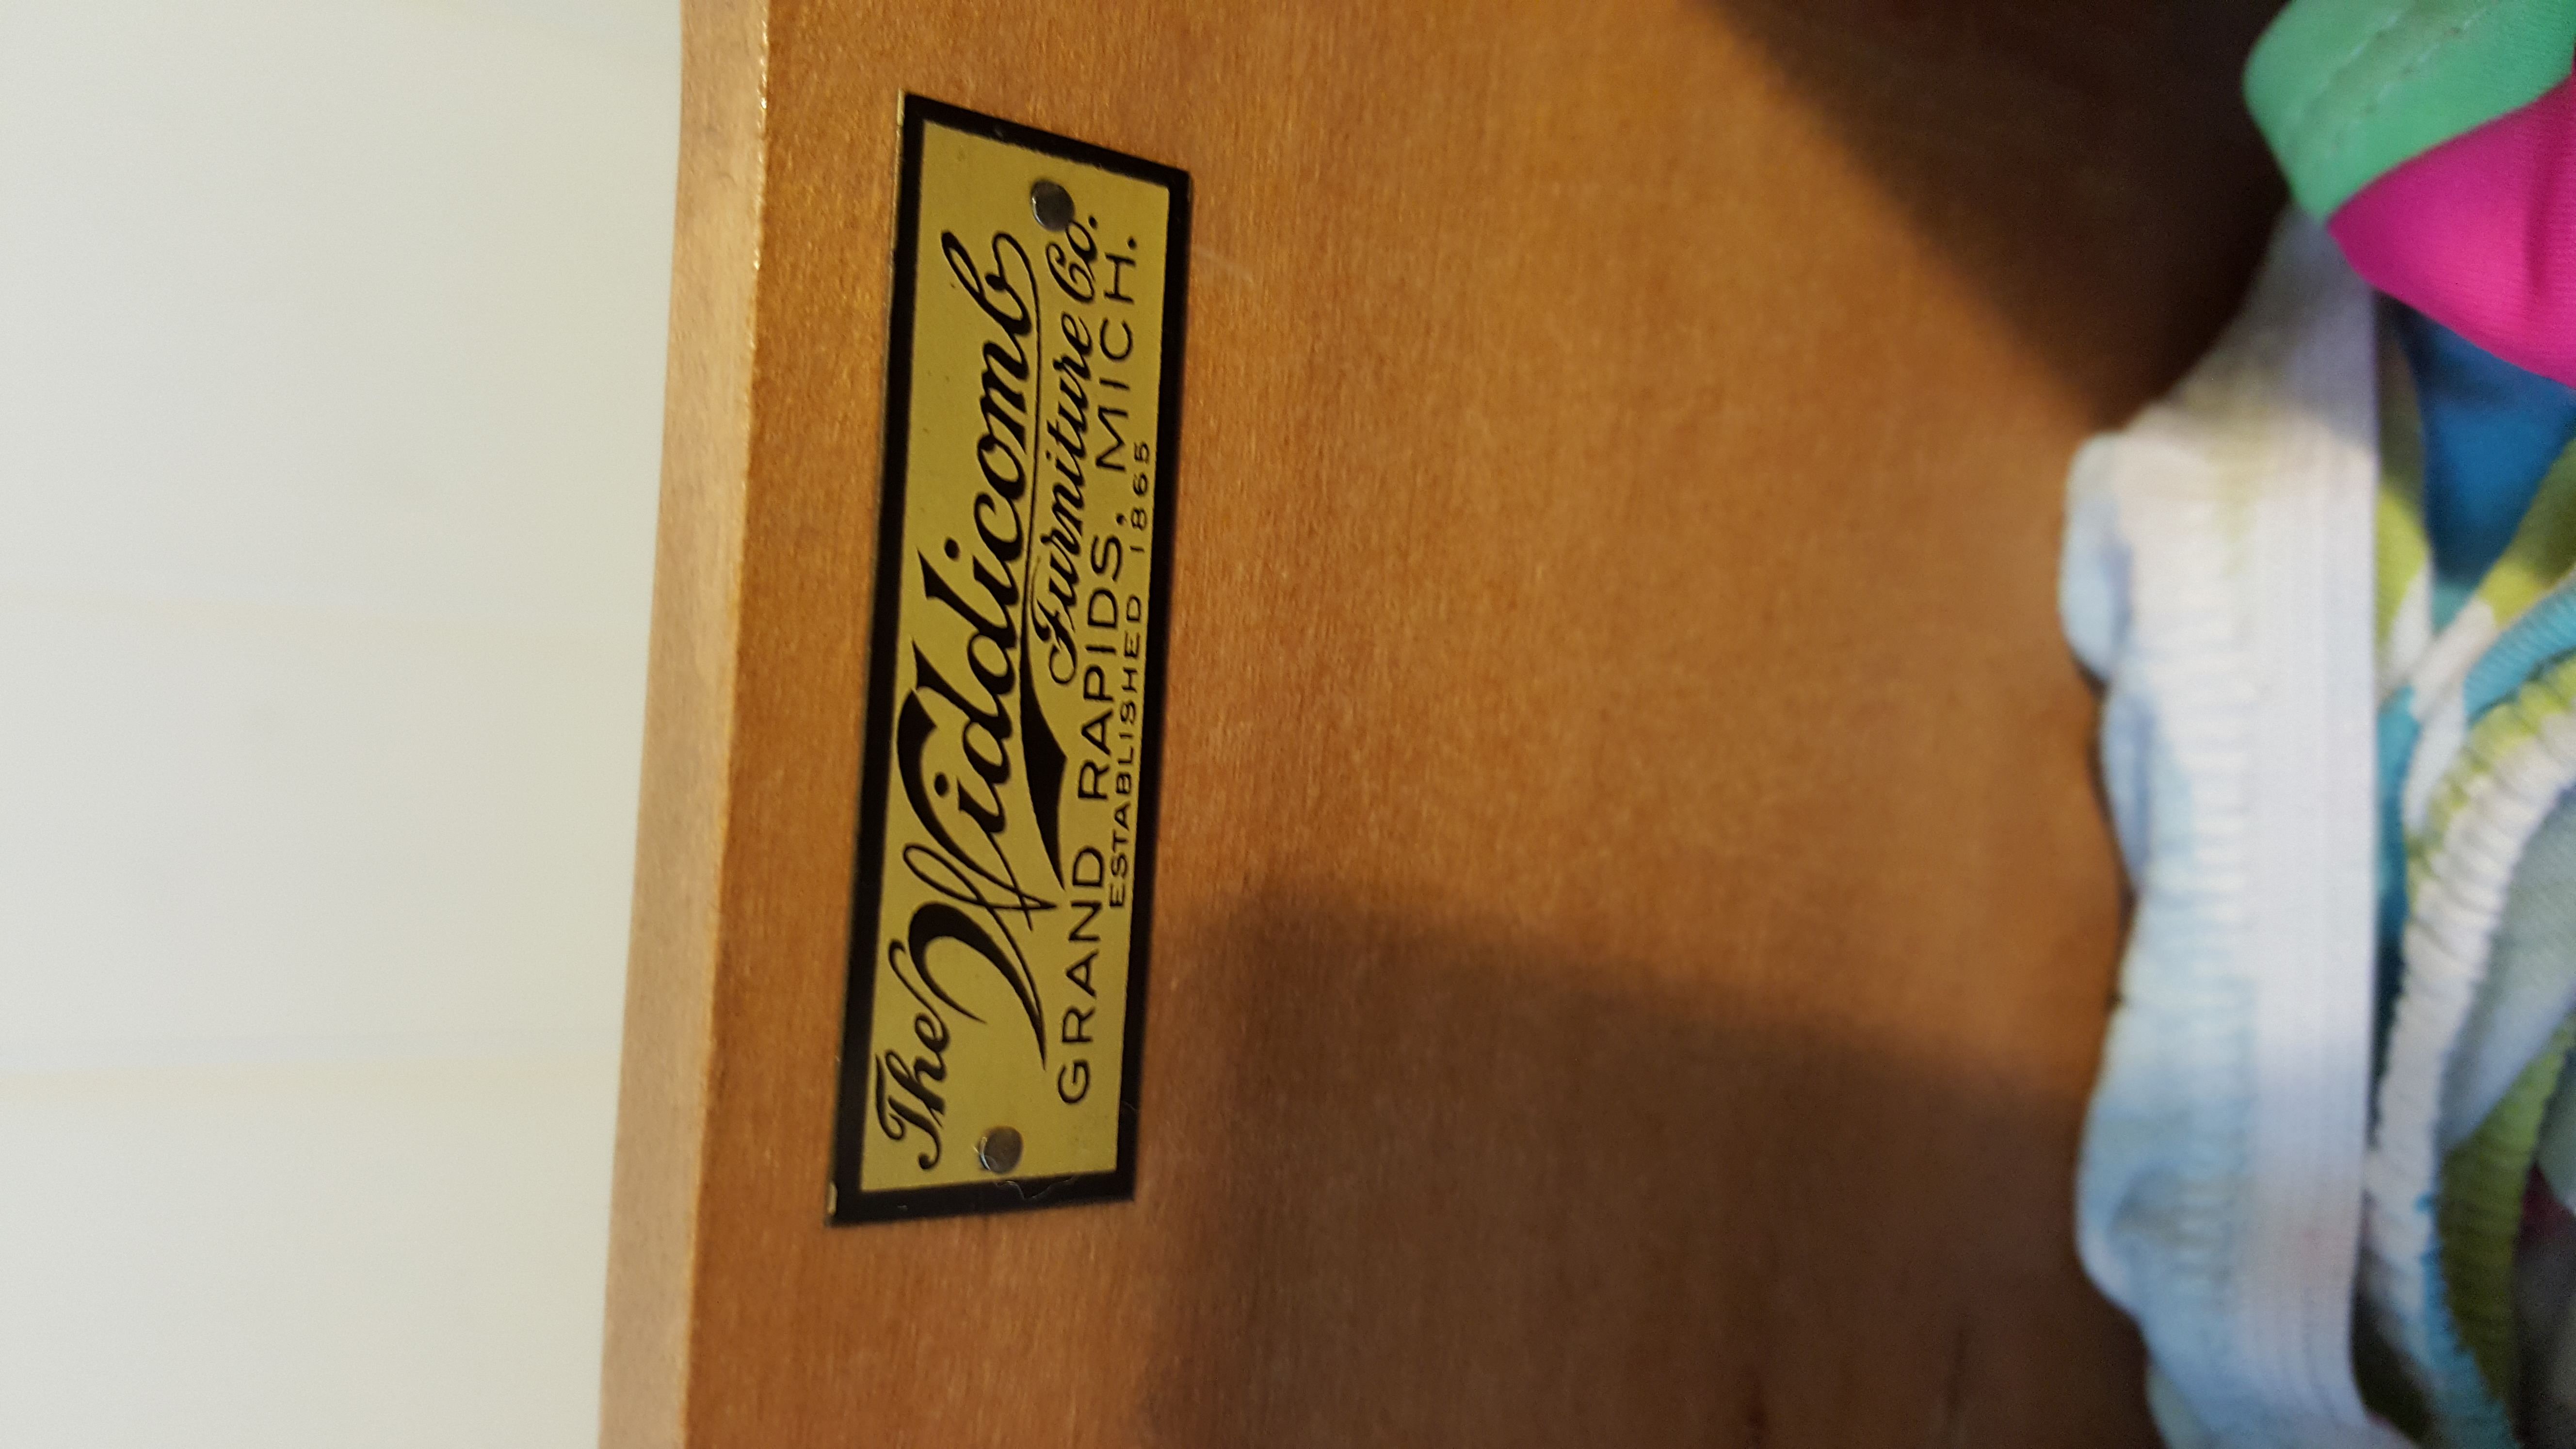 The Widdicomb
Furniture Co.
GRAND RAPIDS, MICH.
ESTABLISHED 1865